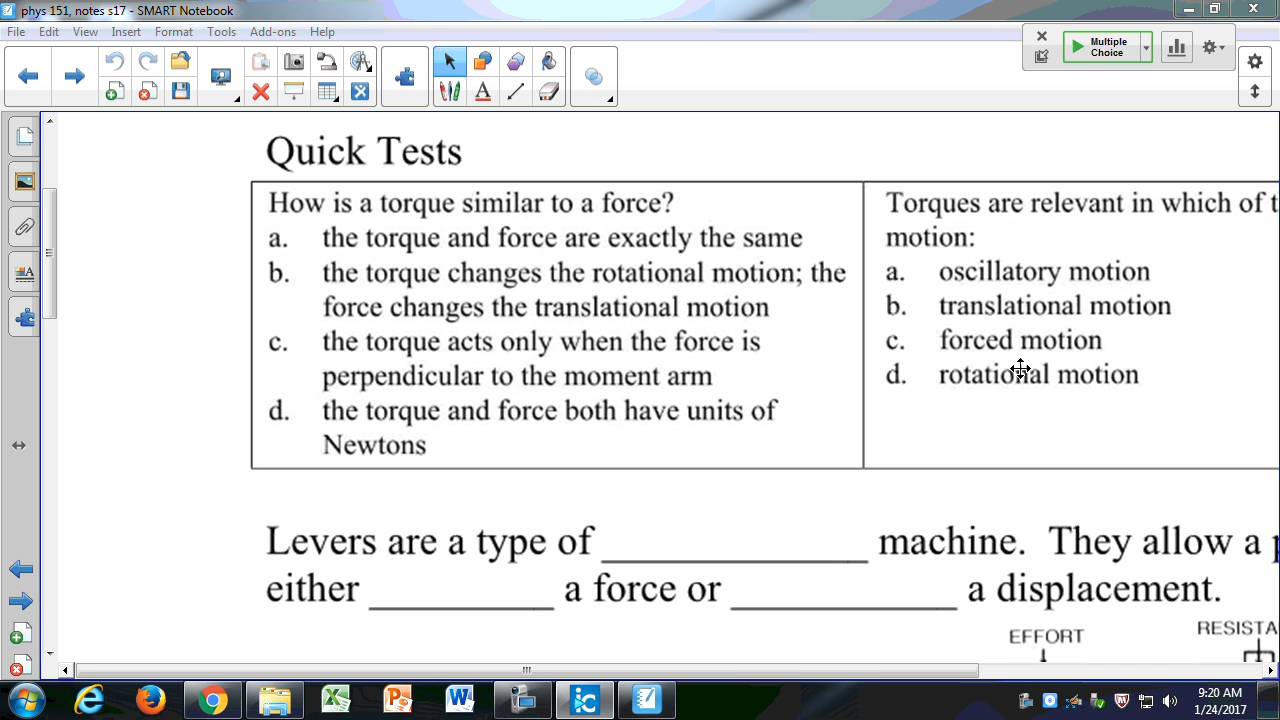 phys 151, notes s17 - SMART Notebook
File Edit View Insert Format Tools Add-ons Help
Multiple
Choice
Quick Tests
How is a torque similar to a force?
a. the torque and force are exactly the same
b. the torque changes the rotational motion; the
force changes the translational motion
c. the torque acts only when the force is
perpendicular to the moment arm
d. the torque and force both have units of
Newtons
Torques are relevant in which of t
motion:
a. oscillatory motion
b. translational motion
c. forced motion
d. rotational motion
Levers are a type of ____________ machine. They allow a p
either _________ a force or ___________ a displacement.
EFFORT
RESISTA
9:20 AM
1/24/2017